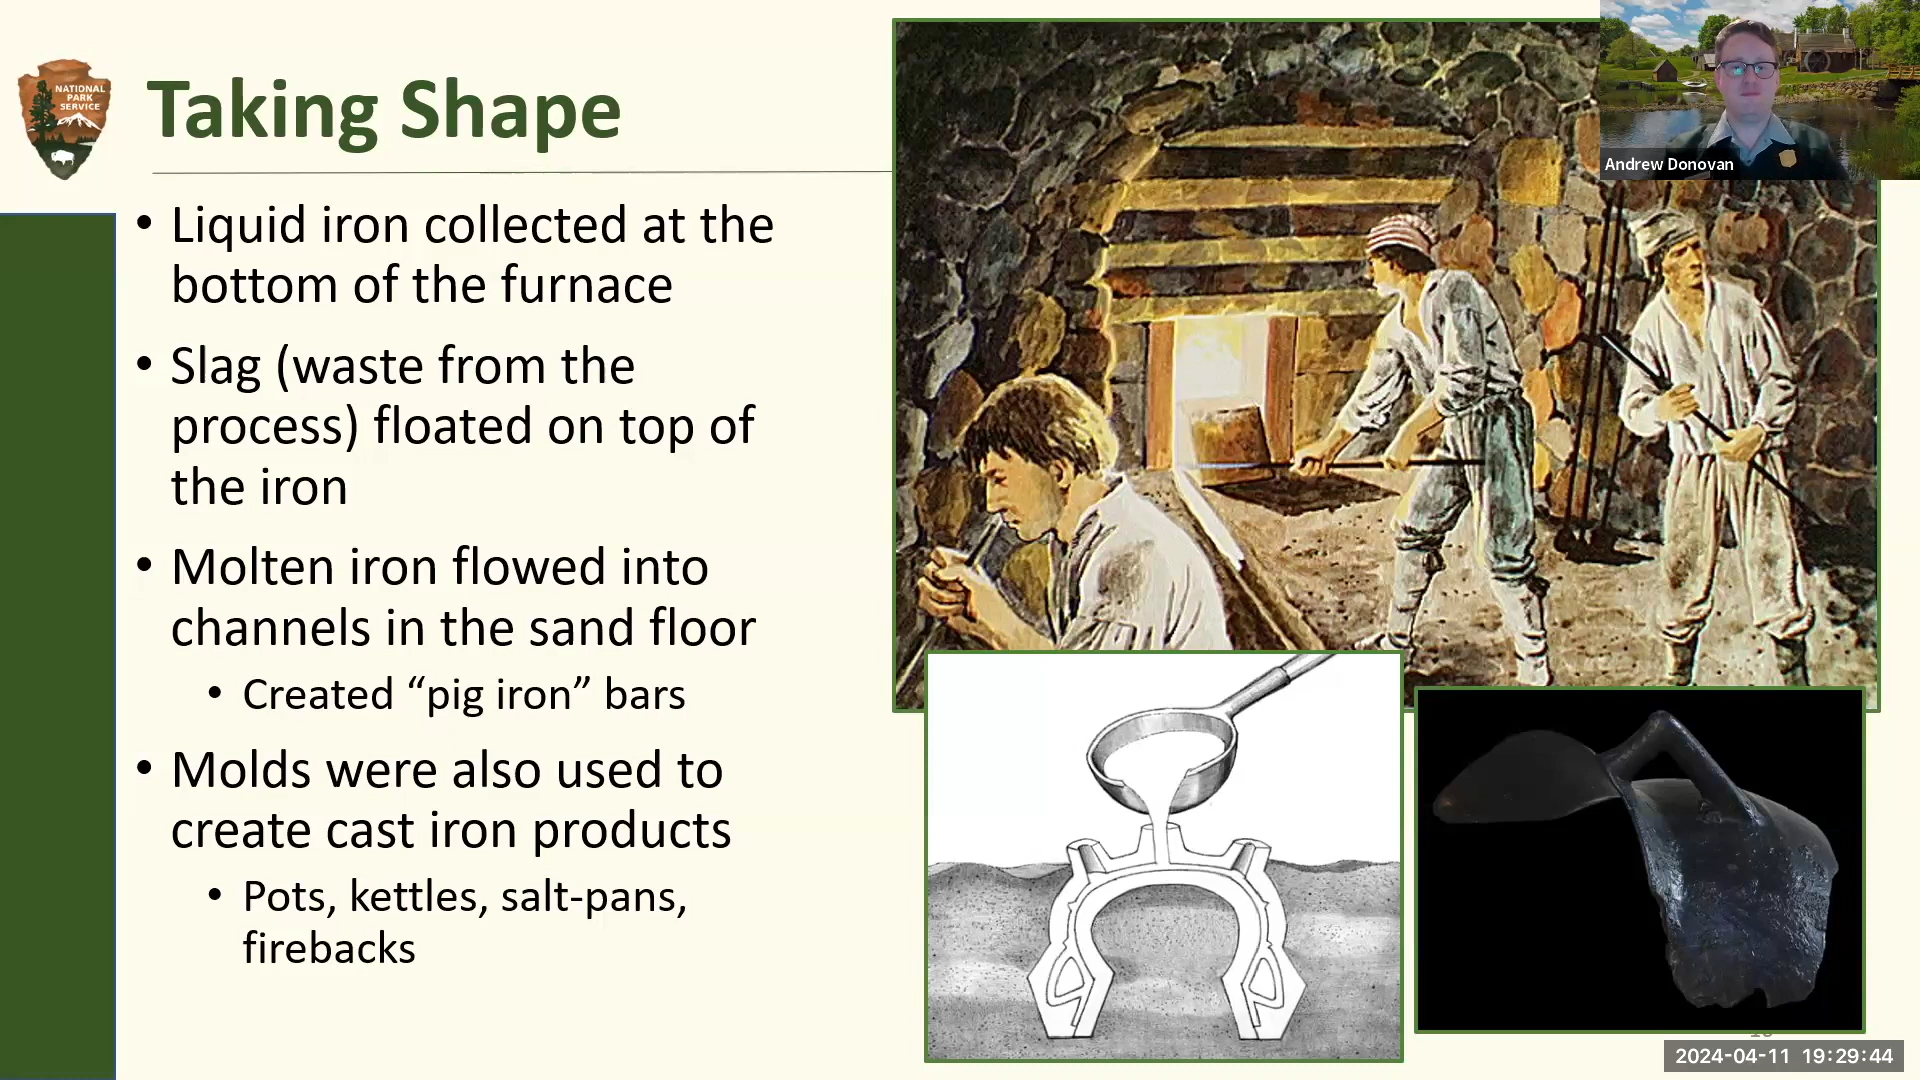 NATIONAL
PARK
SERVICE
Taking Shape
• Liquid iron collected at the
bottom of the furnace
• Slag (waste from the
process) floated on top of
the iron
• Molten iron flowed into
channels in the sand floor
• Created “pig iron” bars
• Molds were also used to
create cast iron products
• Pots, kettles, salt-pans,
firebacks
Andrew Donovan
2024-04-11 19:29:44